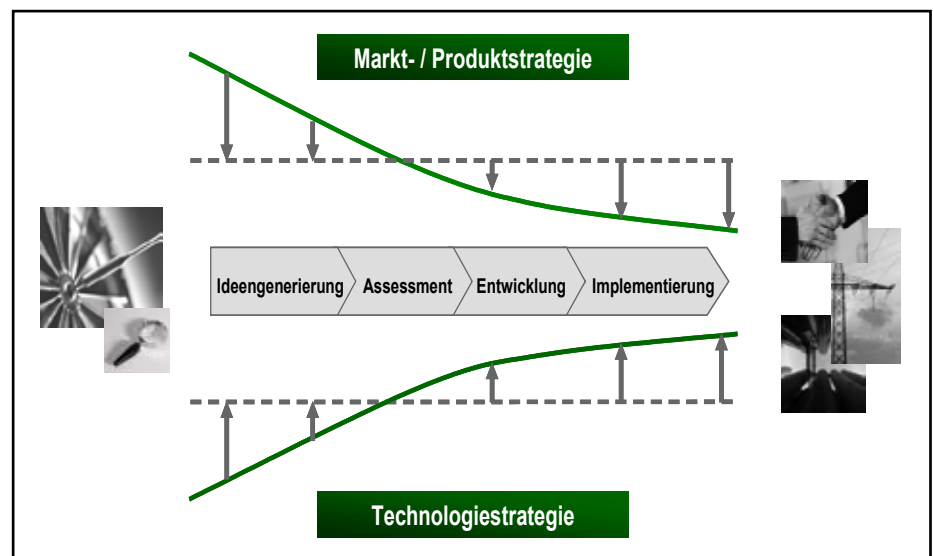 Markt- / Produktstrategie
Ideengenerierung
Assessment
Entwicklung
Implementierung
Technologiestrategie